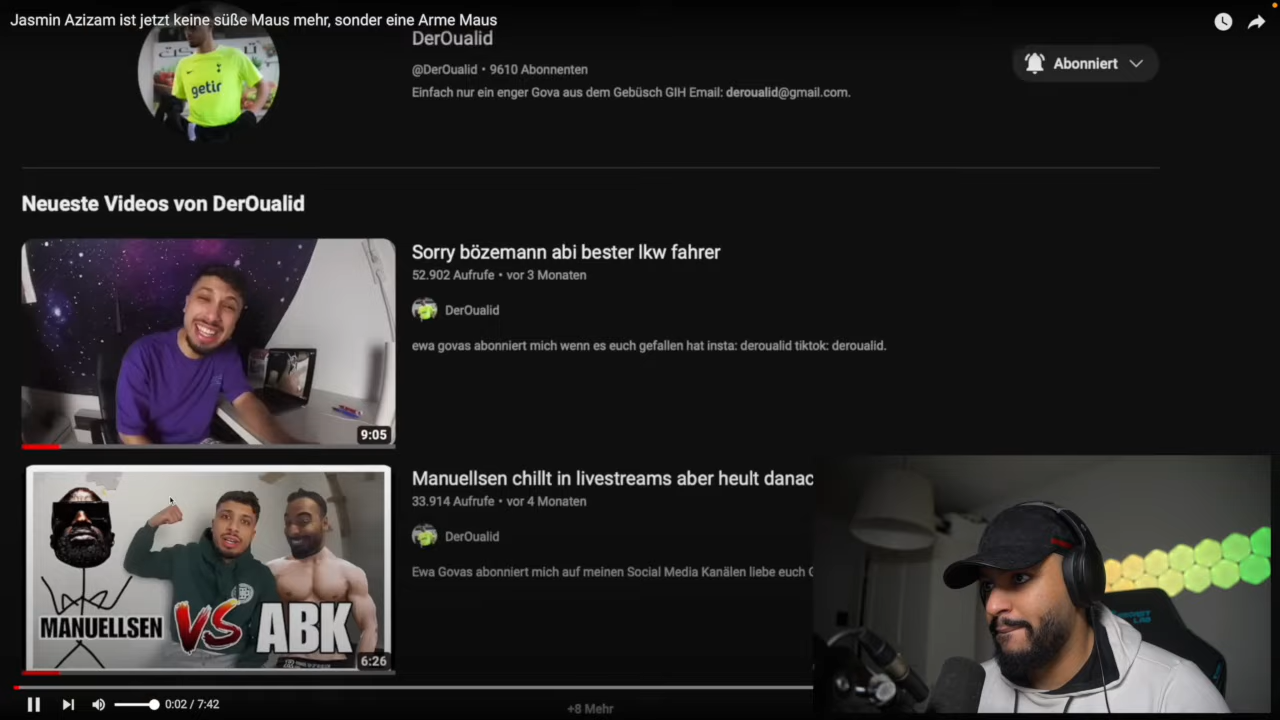 Jasmin Azizam ist jetzt keine süße Maus mehr, sonder eine Arme Maus
DerOualid
@DerOualid • 9610 Abonnenten
Einfach nur ein enger Gova aus dem Gebüsch GIH Email: deroualid@gmail.com.
Abonniert
getir
Neueste Videos von DerOualid
Sorry bözemann abi bester lkw fahrer
52.902 Aufrufe • vor 3 Monaten
DerOualid
ewa govas abonniert mich wenn es euch gefallen hat insta: deroualid tiktok: deroualid.
9:05
Manuellsen chillt in livestreams aber heult danac
33.914 Aufrufe • vor 4 Monaten
DerOualid
Ewa Govas abonniert mich auf meinen Social Media Kanälen liebe euch G
MANUELLSEN VS ABK
6:26
0:02 / 7:42
+8 Mehr